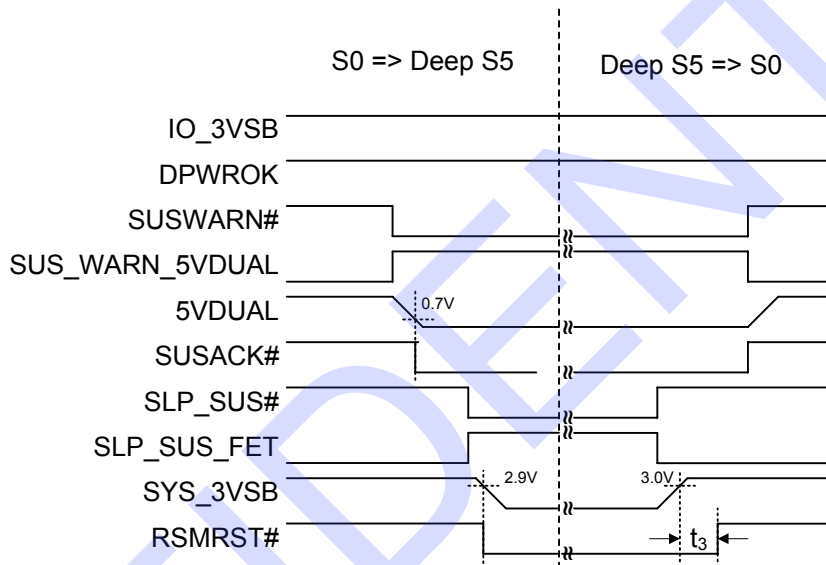 S0 => Deep S5
Deep S5 => S0
IO_3VSB
DPWROK
SUSWARN#
SUS_WARN_5VDUAL
5VDUAL
0.7V
SUSACK#
SLP_SUS#
SLP_SUS_FET
SYS_3VSB
2.9V
3.0V
RSMRST#
t3